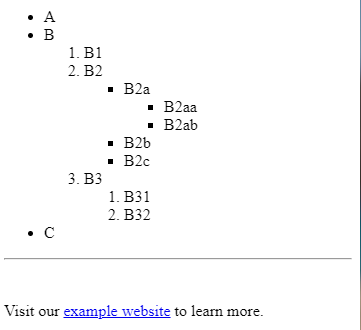 • A
• B
1. B1
2. B2
▪ B2a
▪ B2aa
▪ B2ab
▪ B2b
▪ B2c
3. B3
1. B31
2. B32
• C
Visit our example website to learn more.